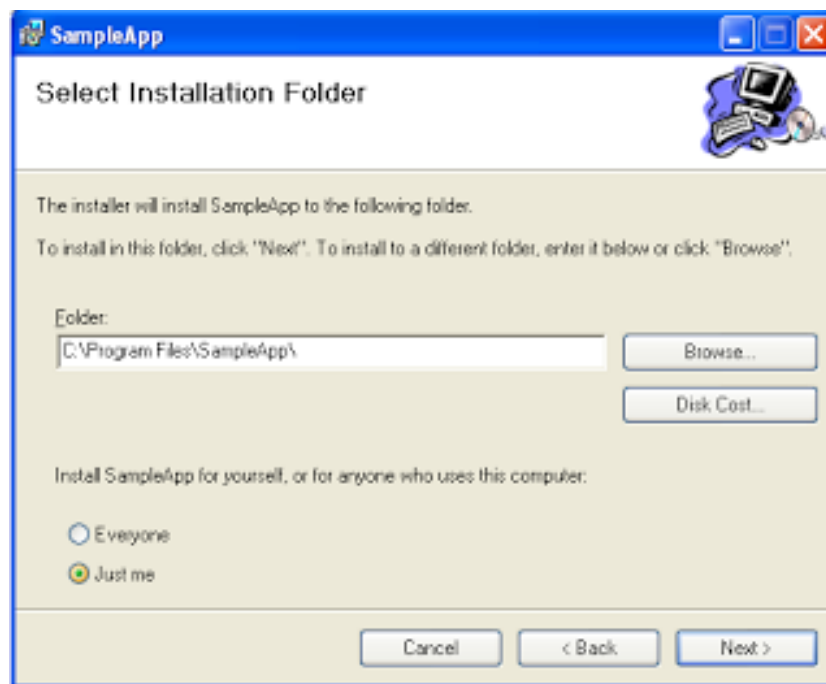 SampleApp
Select Installation Folder
The installer will install SampleApp to the following folder.
To install in this folder, click "Next". To install to a different folder, enter it below or click "Browse".
Folder:
C:\Program Files\SampleApp\
Browse...
Disk Cost...
Install SampleApp for yourself, or for anyone who uses this computer:
Everyone
Just me
Cancel
< Back
Next >